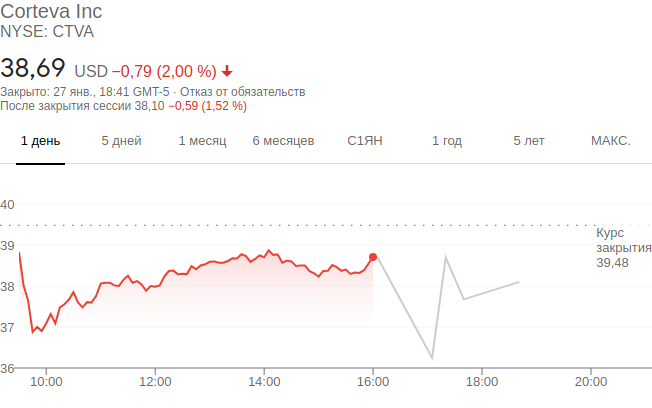 Corteva Inc
NYSE: CTVA
38,69 USD −0,79 (2,00 %)
Закрыто: 27 янв., 18:41 GMT-5 · Отказ от обязательств
После закрытия сессии 38,10 −0,59 (1,52 %)
1 день 5 дней 1 месяц 6 месяцев С1ЯН 1 год 5 лет МАКС.
40
Курс
39
закрытия
39,48
38
37
36
10:00 12:00 14:00 16:00 18:00 20:00